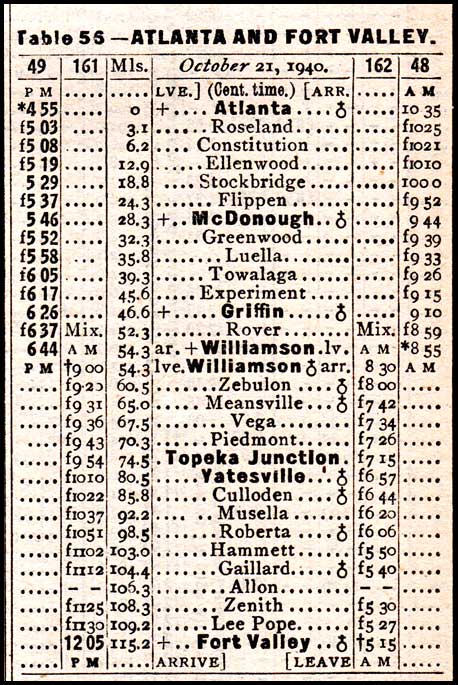 Table 56 —ATLANTA AND FORT VALLEY.
49 161 Mls. October 21, 1940. 162 48
P M ..... ..... LVE.] (Cent. time.) [ARR. ..... A M
*4 55 ..... 0 +.... Atlanta ....♁ ..... 10 35
f5 03 ..... 3.1 .....Roseland...... ..... f1025
f5 08 ..... 6.2 ....Constitution.... ..... f1021
f5 19 ..... 12.9 .....Ellenwood..... ..... f1010
5 29 ..... 18.8 ....Stockbridge.... ..... 1000
f5 37 ..... 24.3 ......Flippen...... ..... f9 52
5 46 ..... 28.3 +..McDonough..♁ ..... 9 44
f5 52 ..... 32.3 ....Greenwood..... ..... f9 39
f5 58 ..... 35.8 .......Luella....... ..... f9 33
f6 05 ..... 39.3 .....Towalaga..... ..... f9 26
f6 17 ..... 45.6 ....Experiment..... ..... f9 15
6 26 ..... 46.6 +.....Griffin.....♁ ..... 9 10
f6 37 Mix. 52.3 .......Rover....... Mix. f8 59
6 44 A M 54.3 ar. +Williamson.lv. A M *8 55
P M †9 00 54.3 lve.Williamson ♁ arr. 8 30 A M
..... f9 20 60.5 ......Zebulon ....♁ f8 00 .....
..... f9 31 65.0 .....Meansville ...♁ f7 42 .....
..... f9 36 67.5 ........Vega........ f7 34 .....
..... f9 43 70.3 ......Piedmont..... f7 26 .....
..... f9 54 74.5 .Topeka Junction. f7 15 .....
..... f1010 80.5 .....Yatesville...♁ f6 57 .....
..... f1022 85.8 ......Culloden ....♁ f6 44 .....
..... f1037 92.2 .......Musella...... f6 20 .....
..... f1051 98.5 ......Roberta .....♁ f6 06 .....
..... f1102 103.0 ......Hammett..... f5 50 .....
..... f1112 104.4 ......Gaillard.....♁ f5 40 .....
..... – – 106.3 .......Allon........ – – .....
..... f1125 108.3 .......Zenith...... f5 30 .....
..... f1130 109.2 ......Lee Pope..... f5 27 .....
..... 12 05 115.2 +.. Fort Valley ..♁ †5 15 .....
..... P M ..... ARRIVE] [LEAVE A M .....